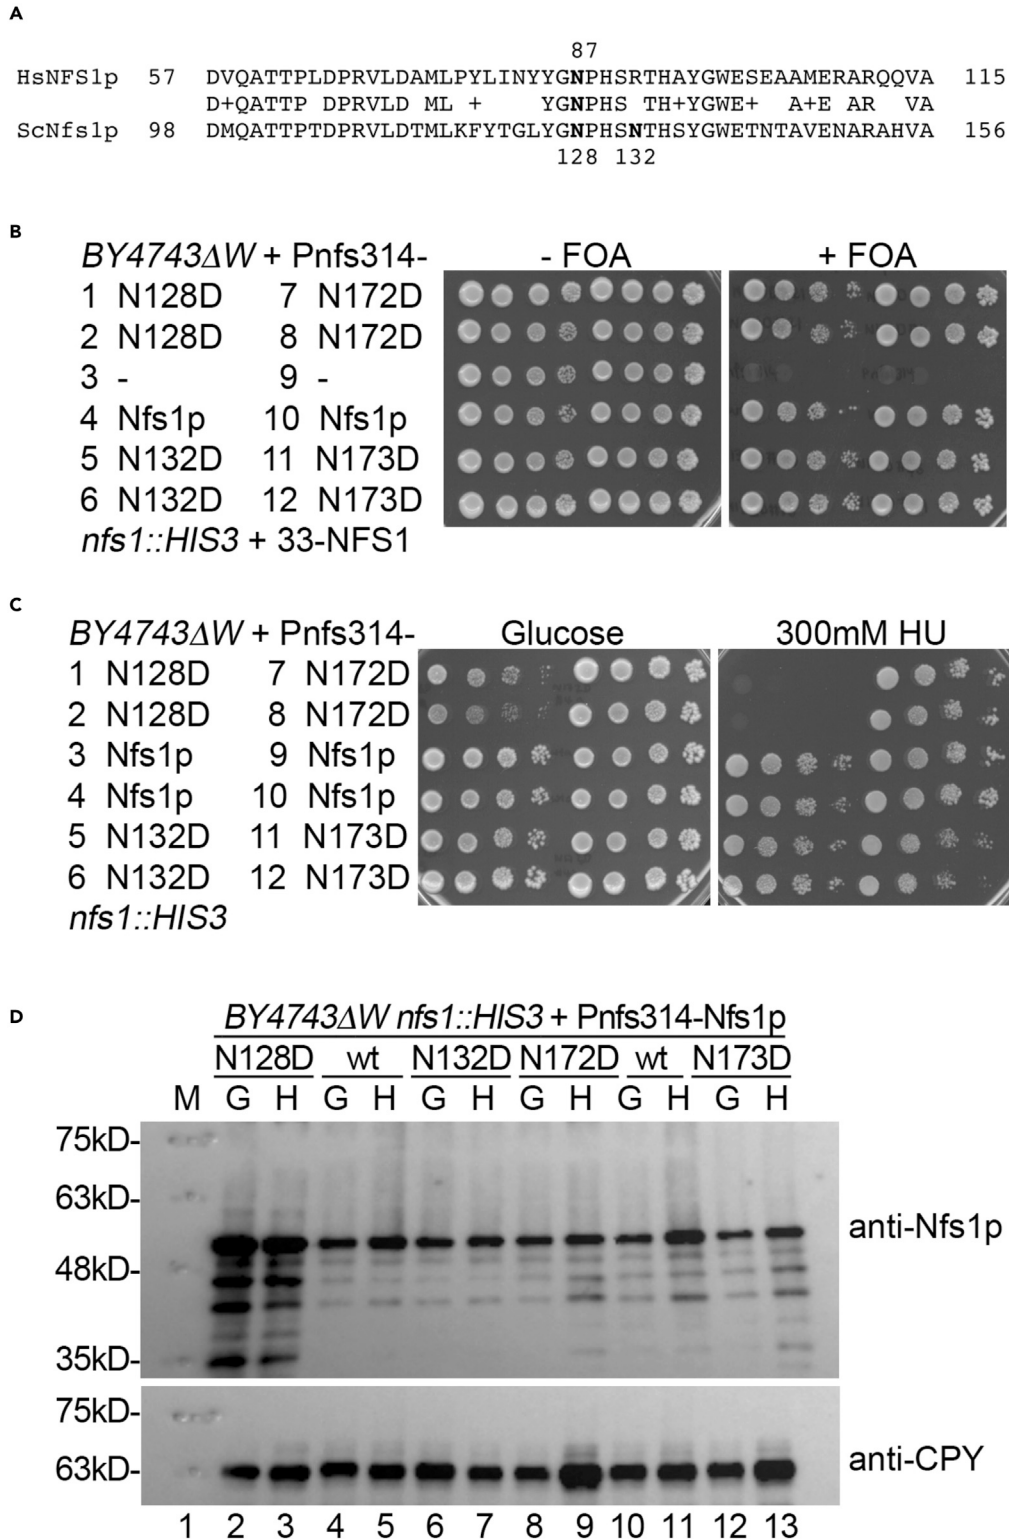 A
87
HsNFS1p 57 DVQATTPLDPRVLDAMLPYLINYYGNPHSRTHAYGWESEAAMERARQQVA 115
D+QATTP DPRVLD ML + YGNPHS TH+YGWE+ A+E AR VA
ScNfs1p 98 DMQATTPTDPRVLDTMLKFYTGLYGNPHSNTHSYGWETNTAVENARAHVA 156
128 132
B
BY4743ΔW + Pnfs314- - FOA + FOA
1 N128D 7 N172D
2 N128D 8 N172D
3 - 9 -
4 Nfs1p 10 Nfs1p
5 N132D 11 N173D
6 N132D 12 N173D
nfs1::HIS3 + 33-NFS1
C
BY4743ΔW + Pnfs314- Glucose 300mM HU
1 N128D 7 N172D
2 N128D 8 N172D
3 Nfs1p 9 Nfs1p
4 Nfs1p 10 Nfs1p
5 N132D 11 N173D
6 N132D 12 N173D
nfs1::HIS3
D
BY4743ΔW nfs1::HIS3 + Pnfs314-Nfs1p
N128D wt N132D N172D wt N173D
M G H G H G H G H G H G H
75kD-
63kD-
anti-Nfs1p
48kD-
35kD-
75kD-
63kD- anti-CPY
1 2 3 4 5 6 7 8 9 10 11 12 13